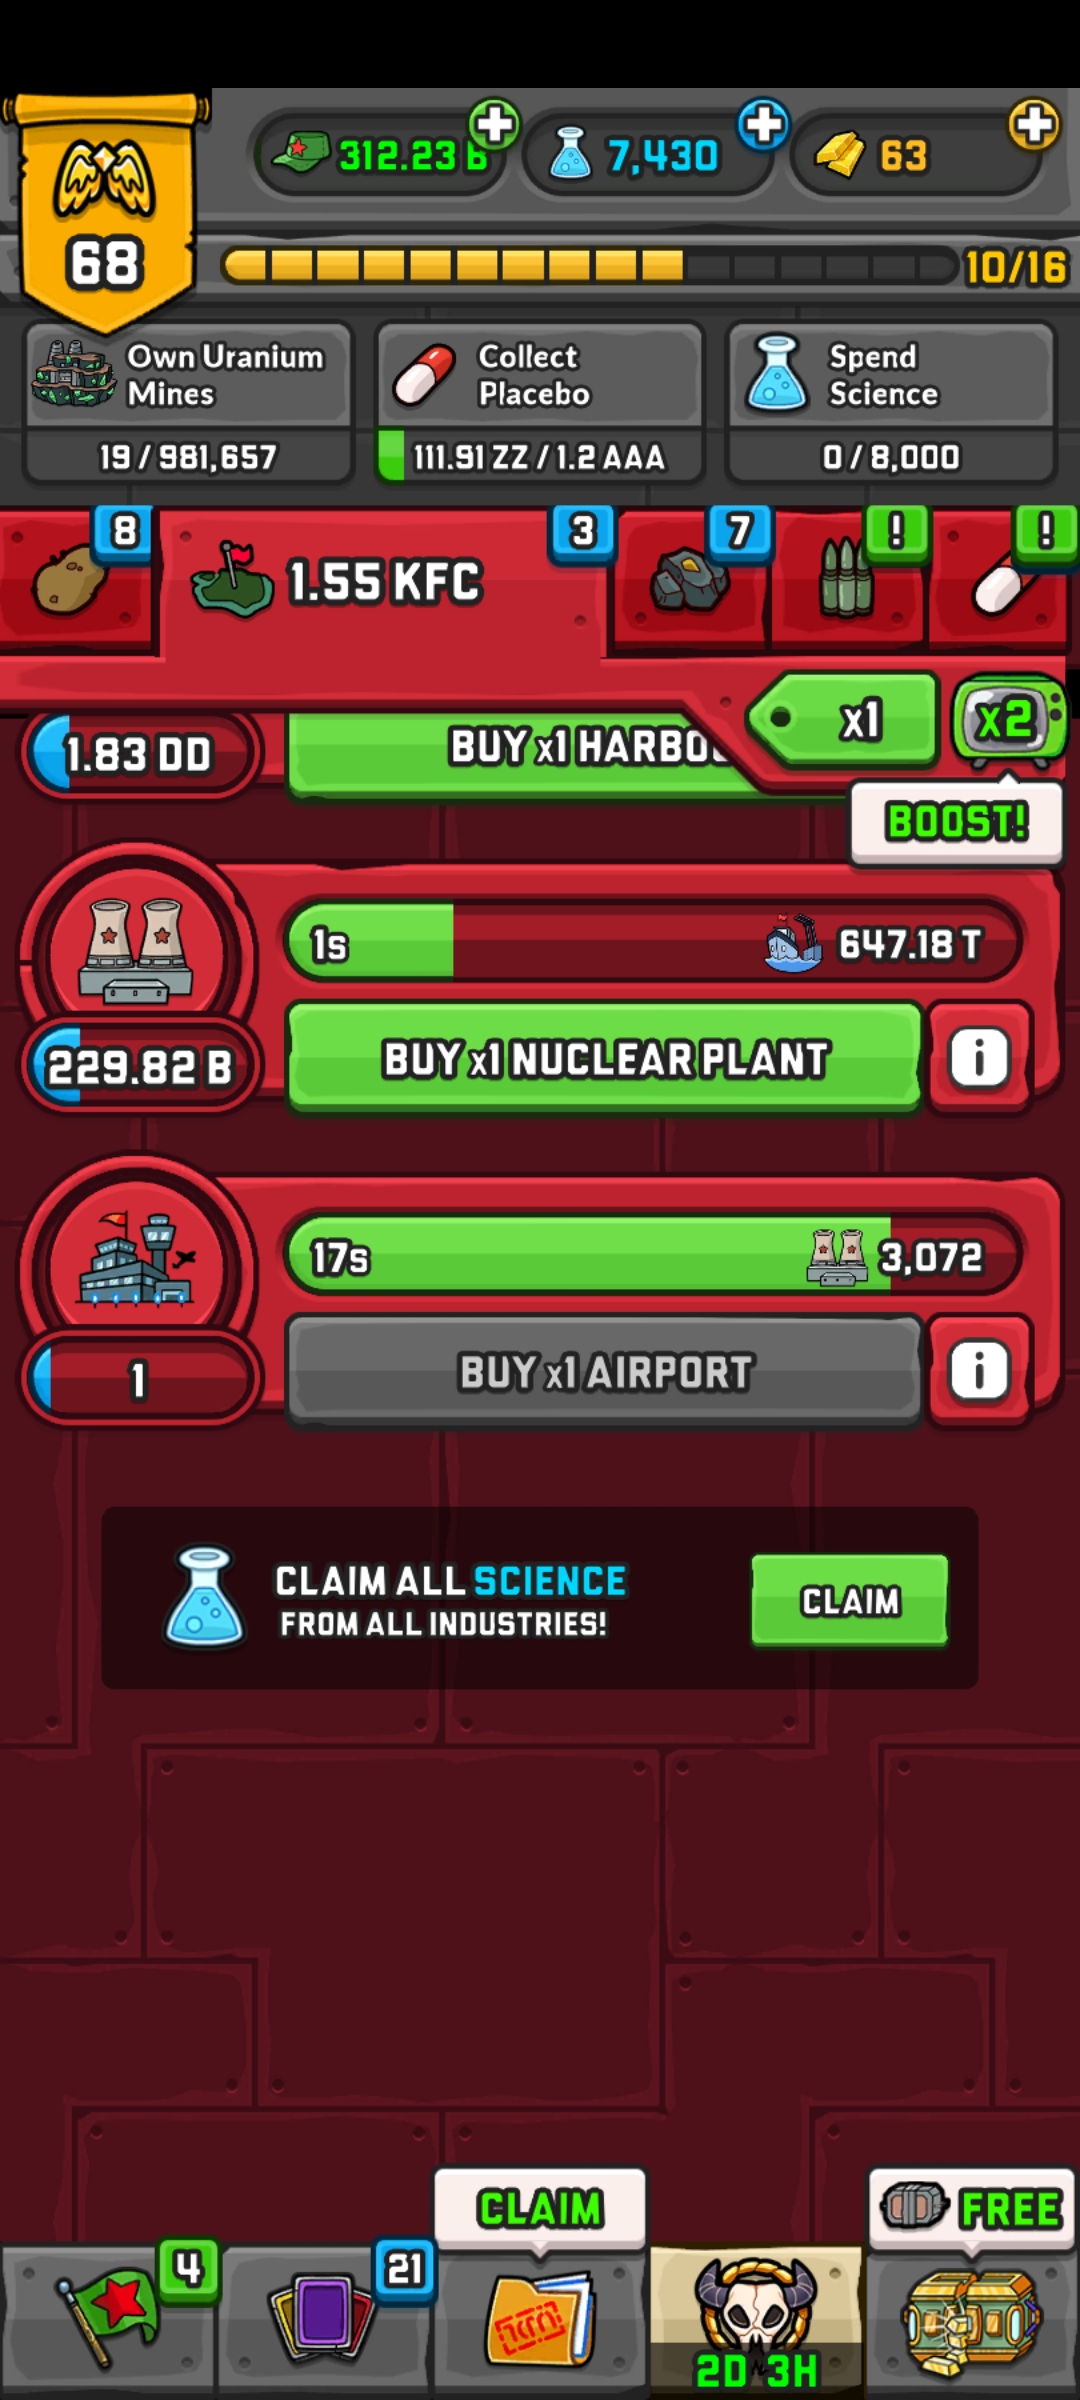 312.23 B
7,430
63
68
10/16
Own Uranium
Mines
19 / 981,657
Collect
Placebo
111.91 ZZ / 1.2 AAA
Spend
Science
0 / 8,000
8
1.55 KFC
3
7
!
!
x1
x2
BOOST!
1.83 DD
BUY x1 HARBO
1s
647.18 T
229.82 B
BUY x1 NUCLEAR PLANT
i
17s
3,072
1
BUY x1 AIRPORT
i
CLAIM ALL SCIENCE
FROM ALL INDUSTRIES!
CLAIM
CLAIM
FREE
4
21
2D 3H